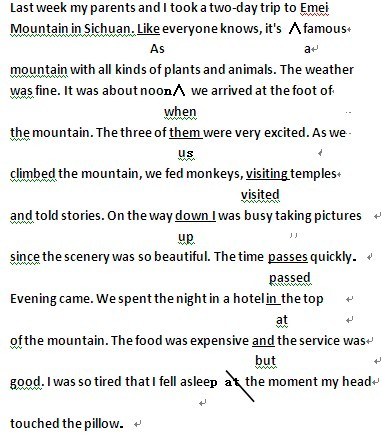 Last week my parents and I took a two-day trip to Emei
Mountain in Sichuan. Like everyone knows, it's ∧ famous
As a
mountain with all kinds of plants and animals. The weather
was fine. It was about noon∧ we arrived at the foot of
when
the mountain. The three of them were very excited. As we
us
climbed the mountain, we fed monkeys, visiting temples
visited
and told stories. On the way down I was busy taking pictures
up
since the scenery was so beautiful. The time passes quickly.
passed
Evening came. We spent the night in a hotel in the top
at
of the mountain. The food was expensive and the service was
but
good. I was so tired that I fell asleep at the moment my head
touched the pillow.